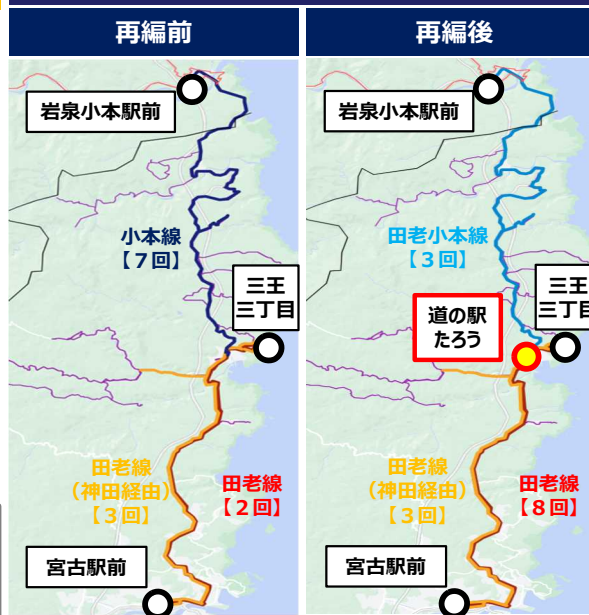 再編前
再編後
岩泉小本駅前
小本線
【７回】
三王
三丁目
田老線
（神田経由）
【３回】
田老線
【２回】
宮古駅前
岩泉小本駅前
田老小本線
【３回】
三王
三丁目
道の駅
たろう
田老線
（神田経由）
【３回】
田老線
【８回】
宮古駅前